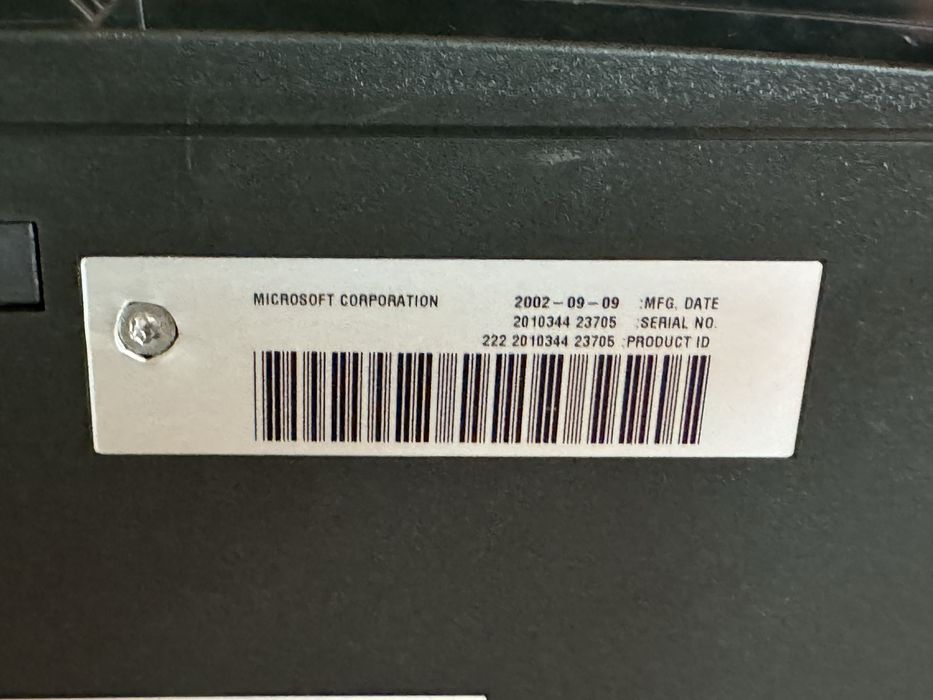 MICROSOFT CORPORATION 2002-09-09 :MFG. DATE
2010344 23705 :SERIAL NO.
222 2010344 23705 :PRODUCT ID